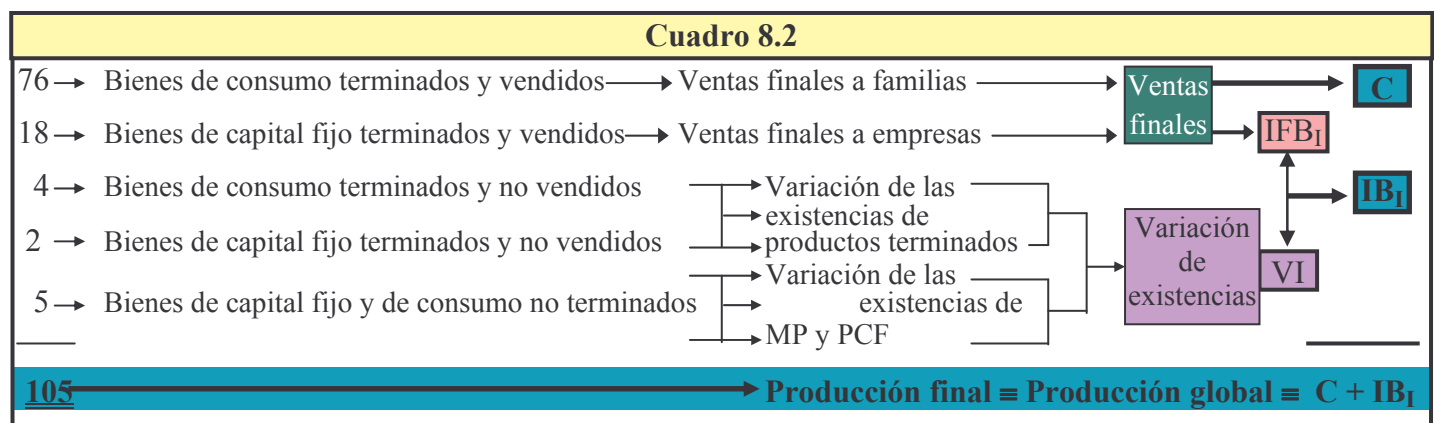 Cuadro 8.2
76 Bienes de consumo terminados y vendidos Ventas finales a familias Ventas finales C
18 Bienes de capital fijo terminados y vendidos Ventas finales a empresas IFB_I
4 Bienes de consumo terminados y no vendidos Variación de las
existencias de IB_I
2 Bienes de capital fijo terminados y no vendidos productos terminados Variación de existencias VI
Variación de las
5 Bienes de capital fijo y de consumo no terminados existencias de
MP y PCF
105 Producción final ≡ Producción global ≡ C + IB_I